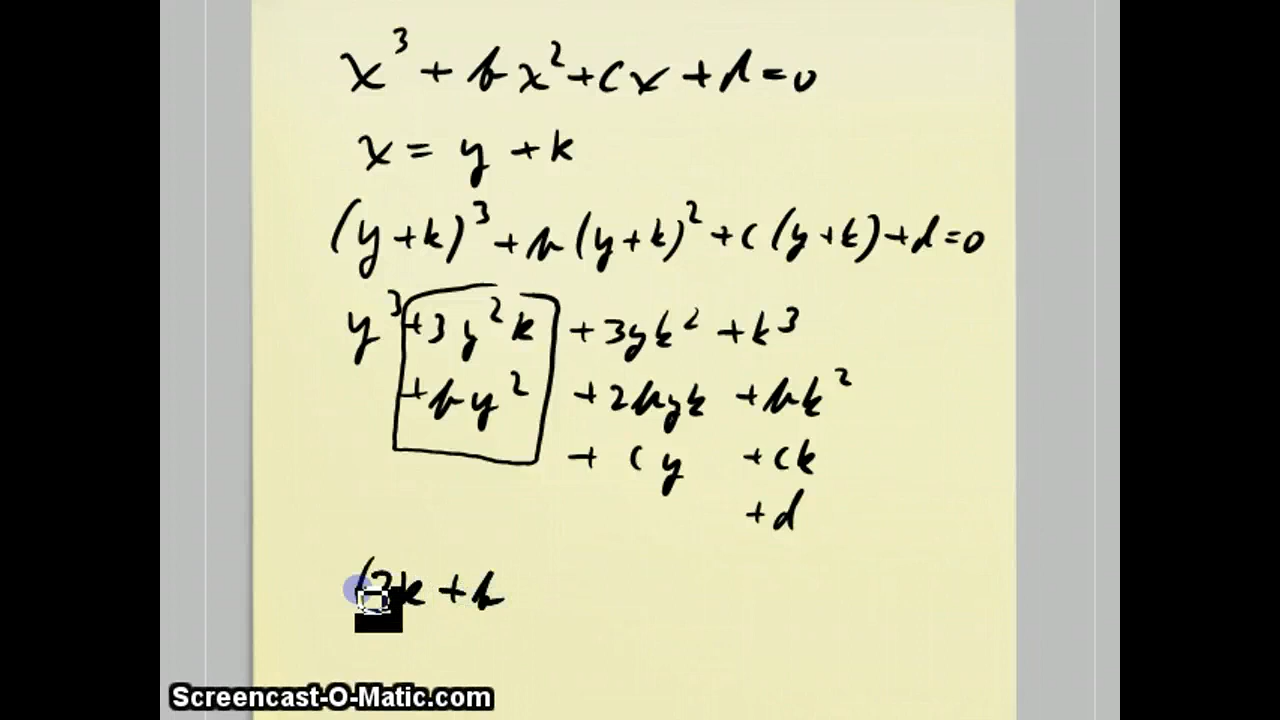 x³ + bx² + cx + d = 0
x = y + k
(y + k)³ + b(y + k)² + c(y + k) + d = 0
y³ + 3y²k + 3yk² + k³
+ by² + 2byk + bk²
+ cy + ck
+ d
(3k + b
Screencast-O-Matic.com